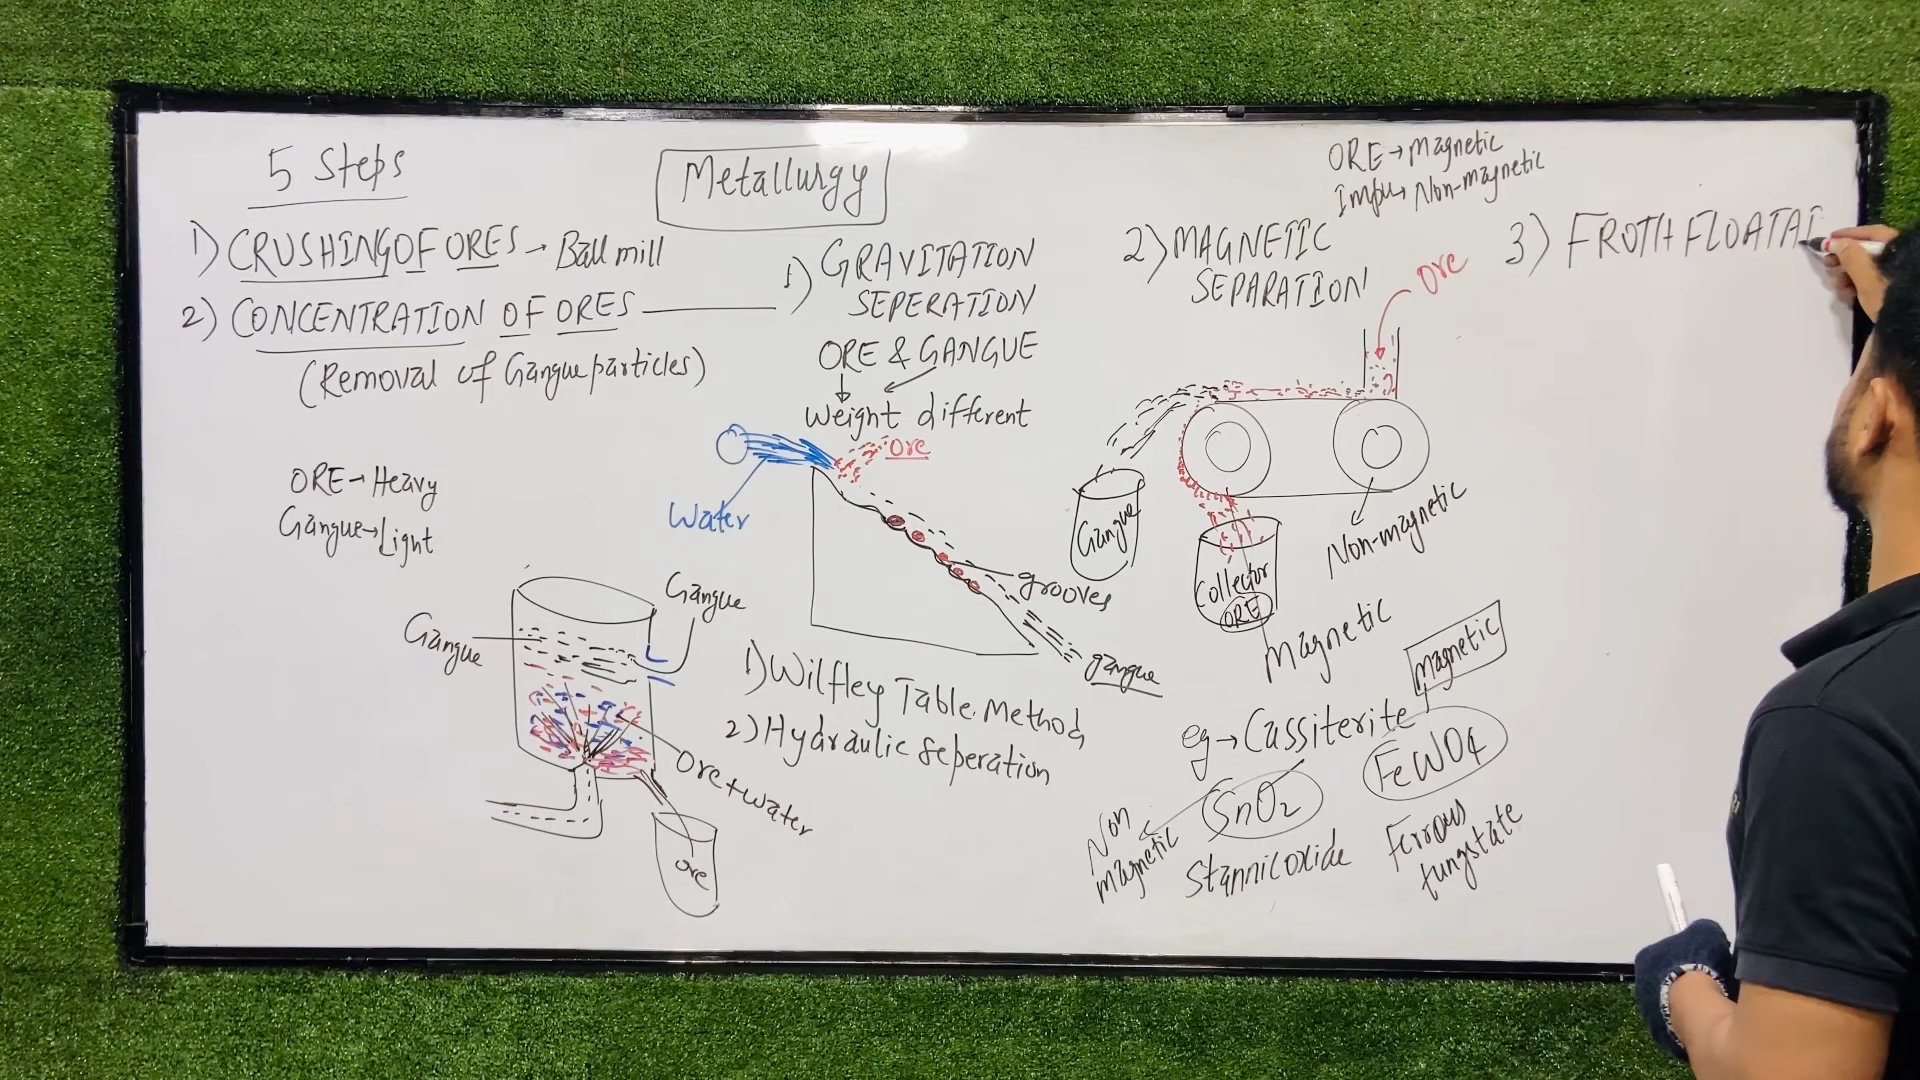 5 Steps
Metallurgy
1) CRUSHING OF ORES → Ball mill
2) CONCENTRATION OF ORES
(Removal of Gangue particles)
ORE → Heavy
Gangue → Light
Gangue
Gangue
Ore + Water
ore
1) GRAVITATION
SEPERATION
ORE & GANGUE
Weight different
Ore
Water
grooves
gangue
1) Wilfley Table Method
2) Hydraulic Seperation
ORE → Magnetic
Non-magnetic
2) MAGNETIC
SEPARATION
Ore
Gangue
Collector
ORE
Non-magnetic
Magnetic
Magnetic
eg → Cassiterite
SnO2
FeWO4
Non
magnetic
Stannic oxide
Ferrous
tungstate
3) FROTH FLOATAT